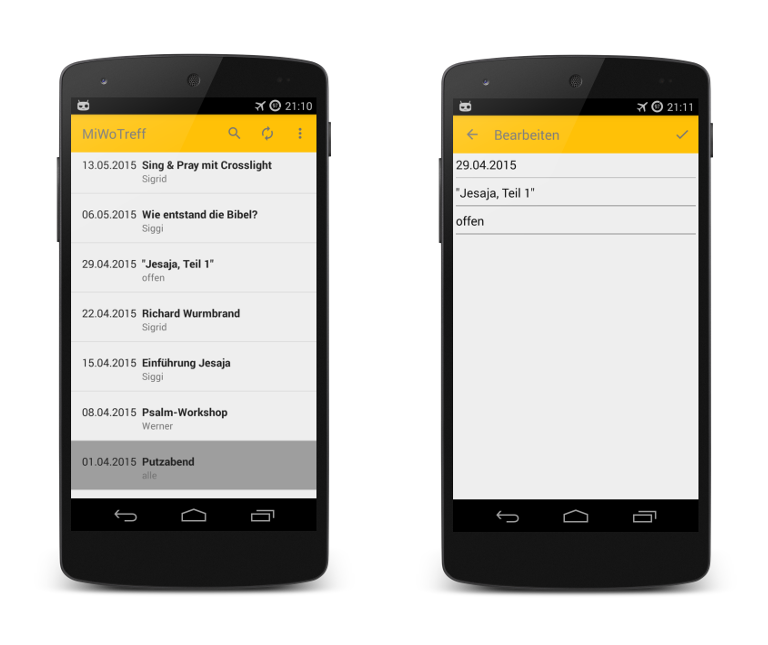 21:10
MiWoTreff
13.05.2015 Sing & Pray mit Crosslight
Sigrid
06.05.2015 Wie entstand die Bibel?
Siggi
29.04.2015 "Jesaja, Teil 1"
offen
22.04.2015 Richard Wurmbrand
Sigrid
15.04.2015 Einführung Jesaja
Siggi
08.04.2015 Psalm-Workshop
Werner
01.04.2015 Putzabend
alle
21:11
Bearbeiten
29.04.2015
"Jesaja, Teil 1"
offen